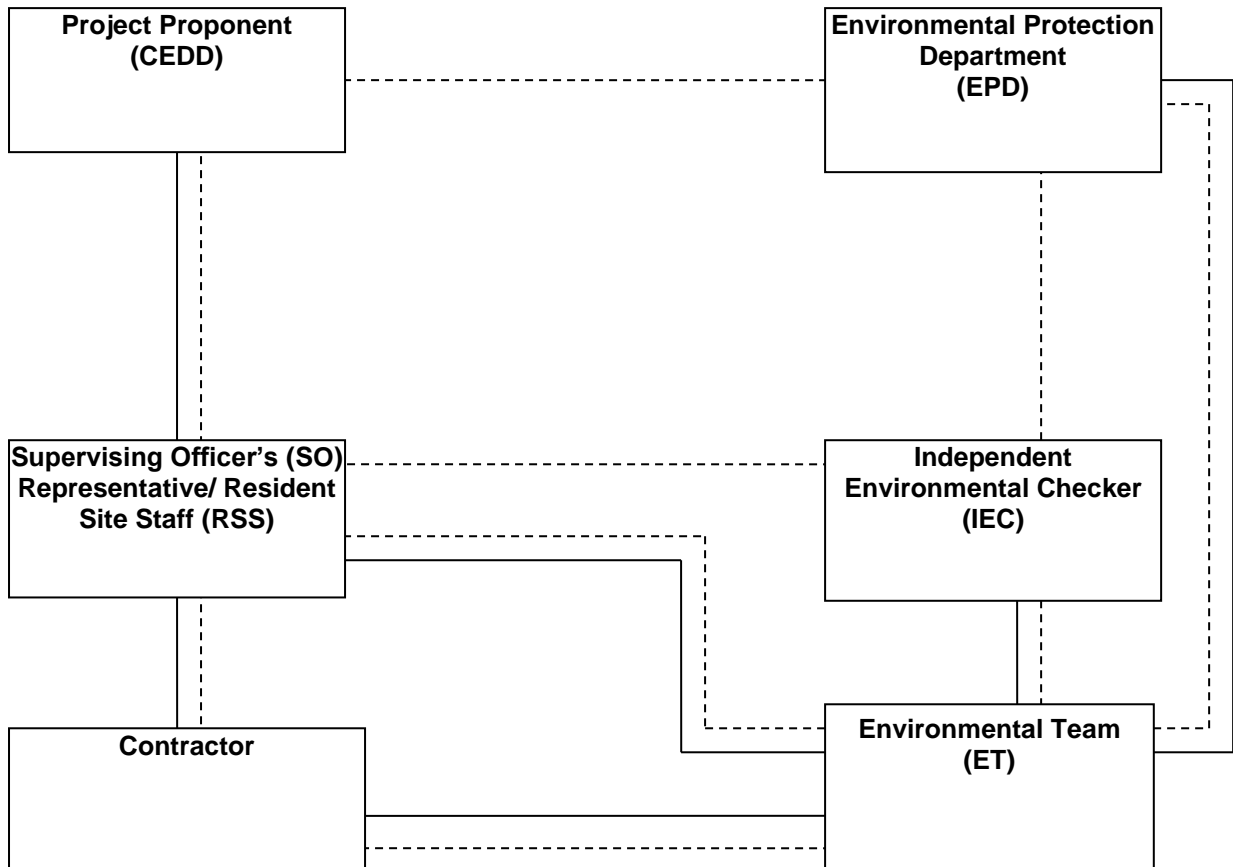 Project Proponent
(CEDD)
Environmental Protection
Department
(EPD)
Supervising Officer's (SO)
Representative/ Resident
Site Staff (RSS)
Independent
Environmental Checker
(IEC)
Contractor
Environmental Team
(ET)